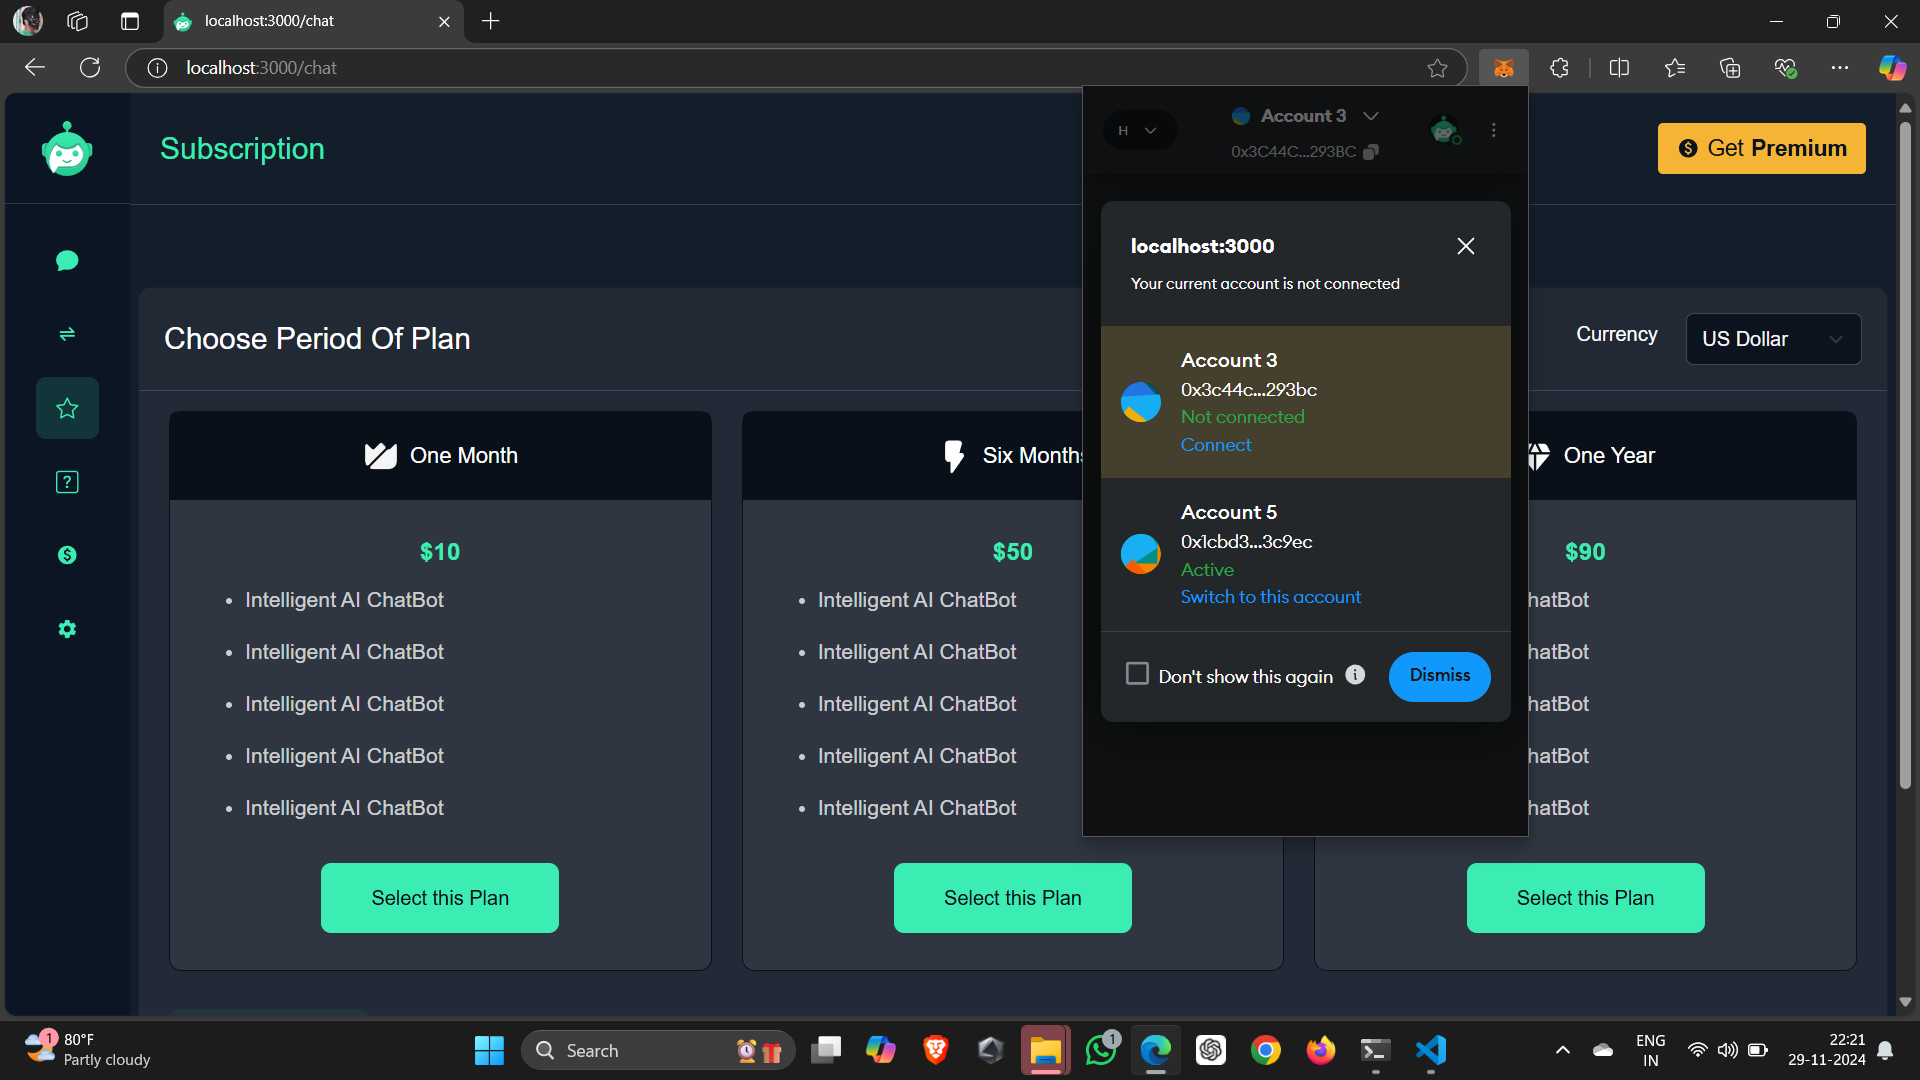 localhost:3000/chat
localhost:3000/chat
Subscription
Get Premium
H
Account 3
0x3C44C...293BC
localhost:3000
Your current account is not connected
Account 3
0x3c44c...293bc
Not connected
Connect
Account 5
0x1cbd3...3c9ec
Active
Switch to this account
Don't show this again
Dismiss
Choose Period Of Plan
Currency
US Dollar
One Month
$10
Intelligent AI ChatBot
Intelligent AI ChatBot
Intelligent AI ChatBot
Intelligent AI ChatBot
Intelligent AI ChatBot
Select this Plan
Six Months
$50
Intelligent AI ChatBot
Intelligent AI ChatBot
Intelligent AI ChatBot
Intelligent AI ChatBot
Intelligent AI ChatBot
Select this Plan
One Year
$90
hatBot
hatBot
hatBot
hatBot
hatBot
Select this Plan
1
80°F
Partly cloudy
Search
1
ENG
IN
22:21
29-11-2024